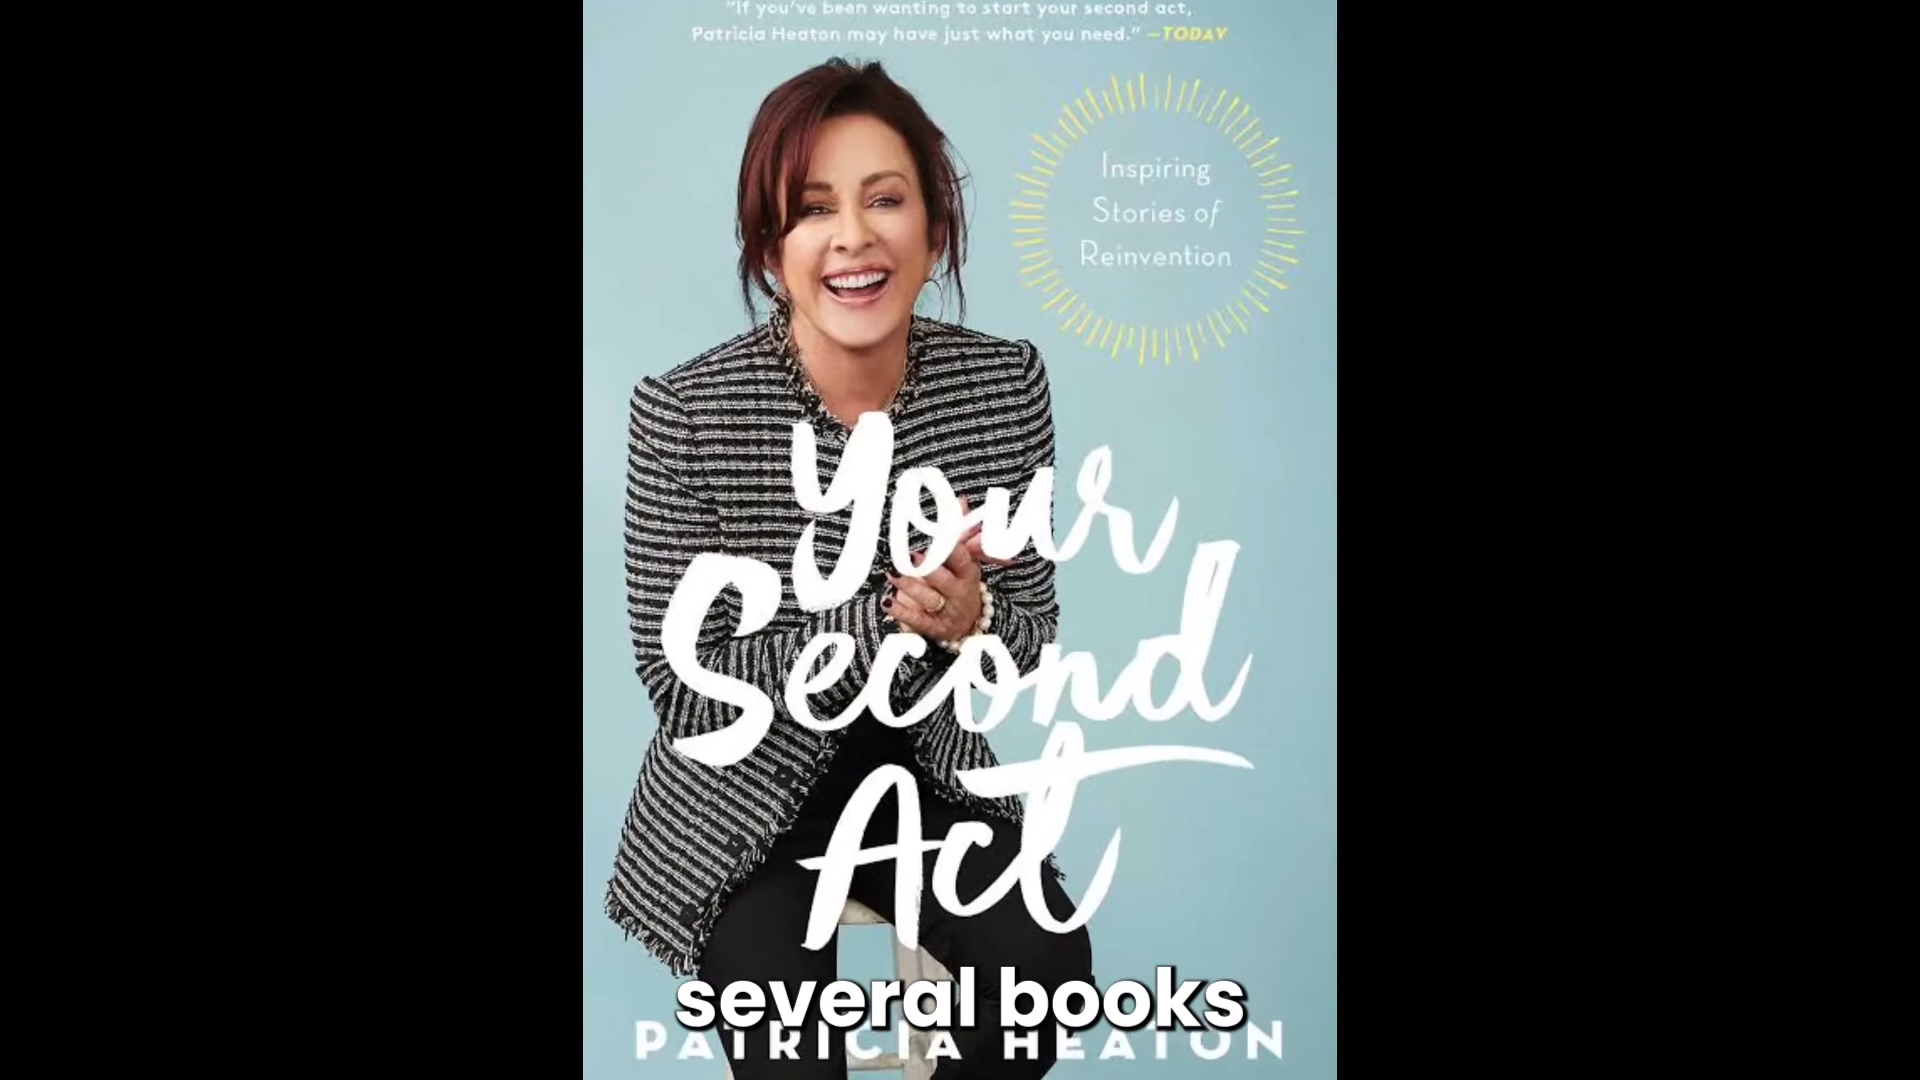 "If you've been wanting to start your second act,
Patricia Heaton may have just what you need." —TODAY
Inspiring
Stories of
Reinvention
Your
Second
Act
several books
PATRICIA HEATON